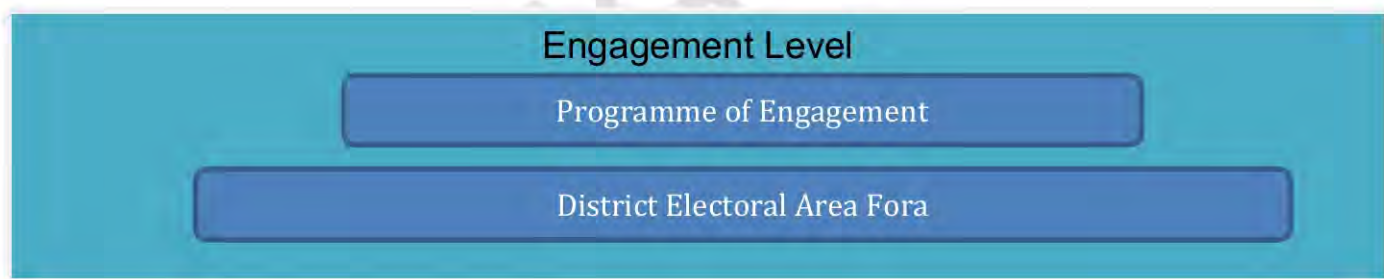 Engagement Level
Programme of Engagement
District Electoral Area Fora